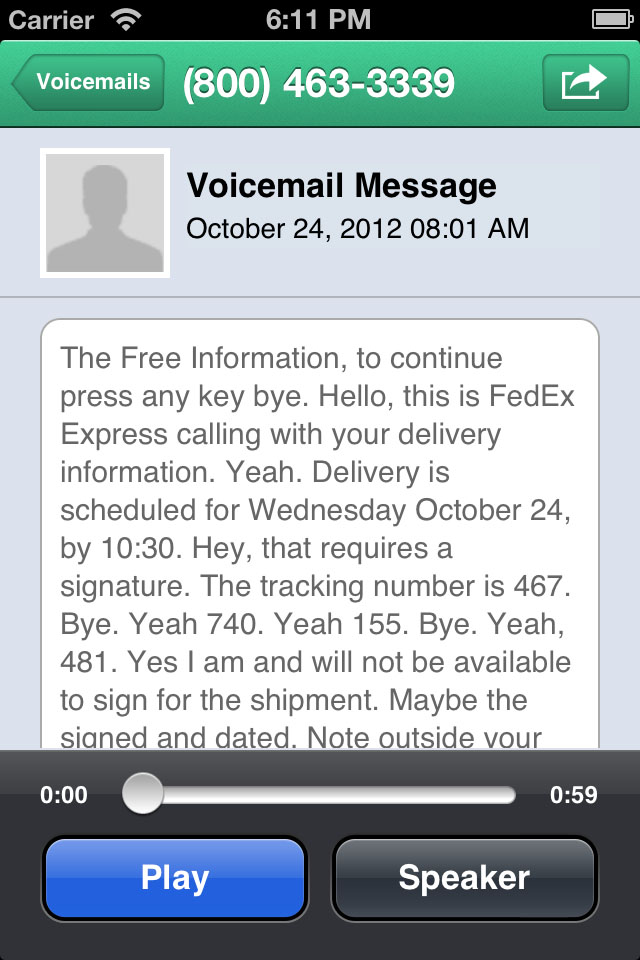 Carrier 6:11 PM
Voicemails (800) 463-3339
Voicemail Message
October 24, 2012 08:01 AM
The Free Information, to continue
press any key bye. Hello, this is FedEx
Express calling with your delivery
information. Yeah. Delivery is
scheduled for Wednesday October 24,
by 10:30. Hey, that requires a
signature. The tracking number is 467.
Bye. Yeah 740. Yeah 155. Bye. Yeah,
481. Yes I am and will not be available
to sign for the shipment. Maybe the
signed and dated. Note outside your
0:00 0:59
Play Speaker